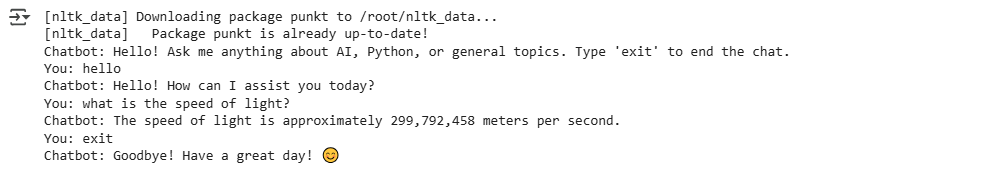 [nltk_data] Downloading package punkt to /root/nltk_data...
[nltk_data]   Package punkt is already up-to-date!
Chatbot: Hello! Ask me anything about AI, Python, or general topics. Type 'exit' to end the chat.
You: hello
Chatbot: Hello! How can I assist you today?
You: what is the speed of light?
Chatbot: The speed of light is approximately 299,792,458 meters per second.
You: exit
Chatbot: Goodbye! Have a great day! 😊